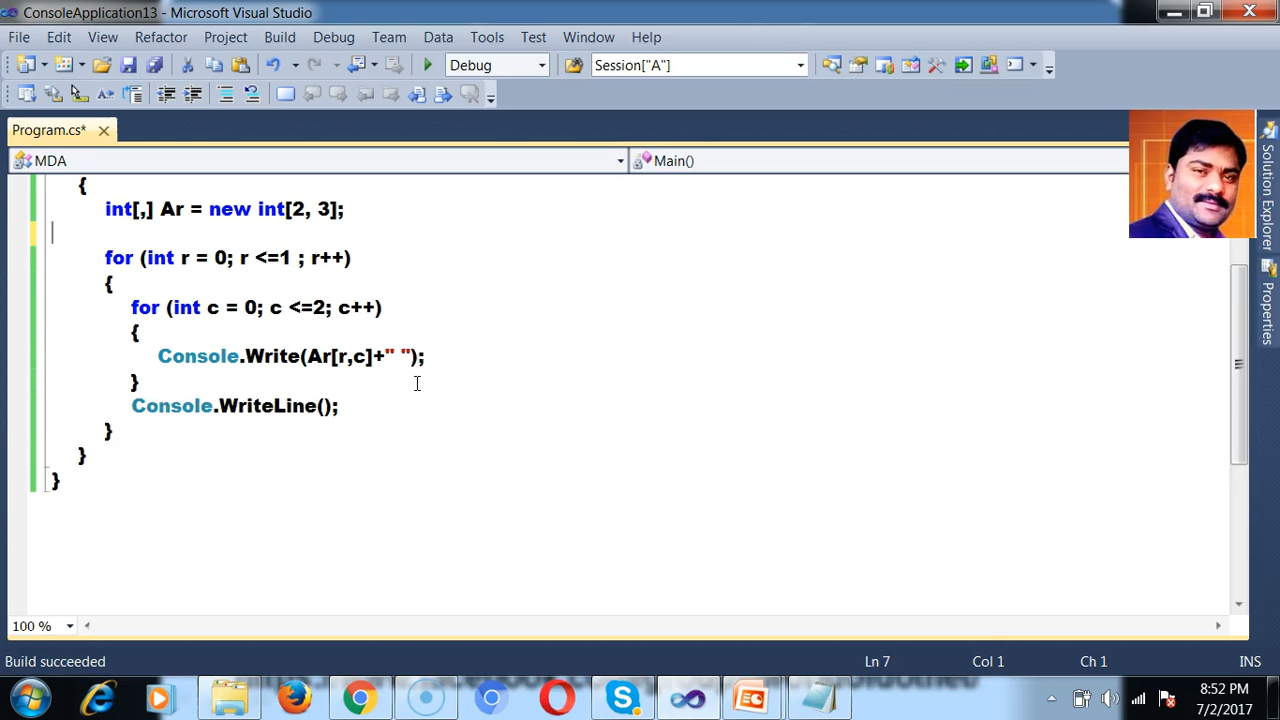 ConsoleApplication13 - Microsoft Visual Studio
File Edit View Refactor Project Build Debug Team Data Tools Test Window Help
Debug Session["A"]
Program.cs*
MDA Main()
{
int[,] Ar = new int[2, 3];
for (int r = 0; r <=1 ; r++)
{
for (int c = 0; c <=2; c++)
{
Console.Write(Ar[r,c]+" ");
}
Console.WriteLine();
}
}
}
Solution Explorer
Properties
100 %
Build succeeded Ln 7 Col 1 Ch 1 INS
8:52 PM
7/2/2017